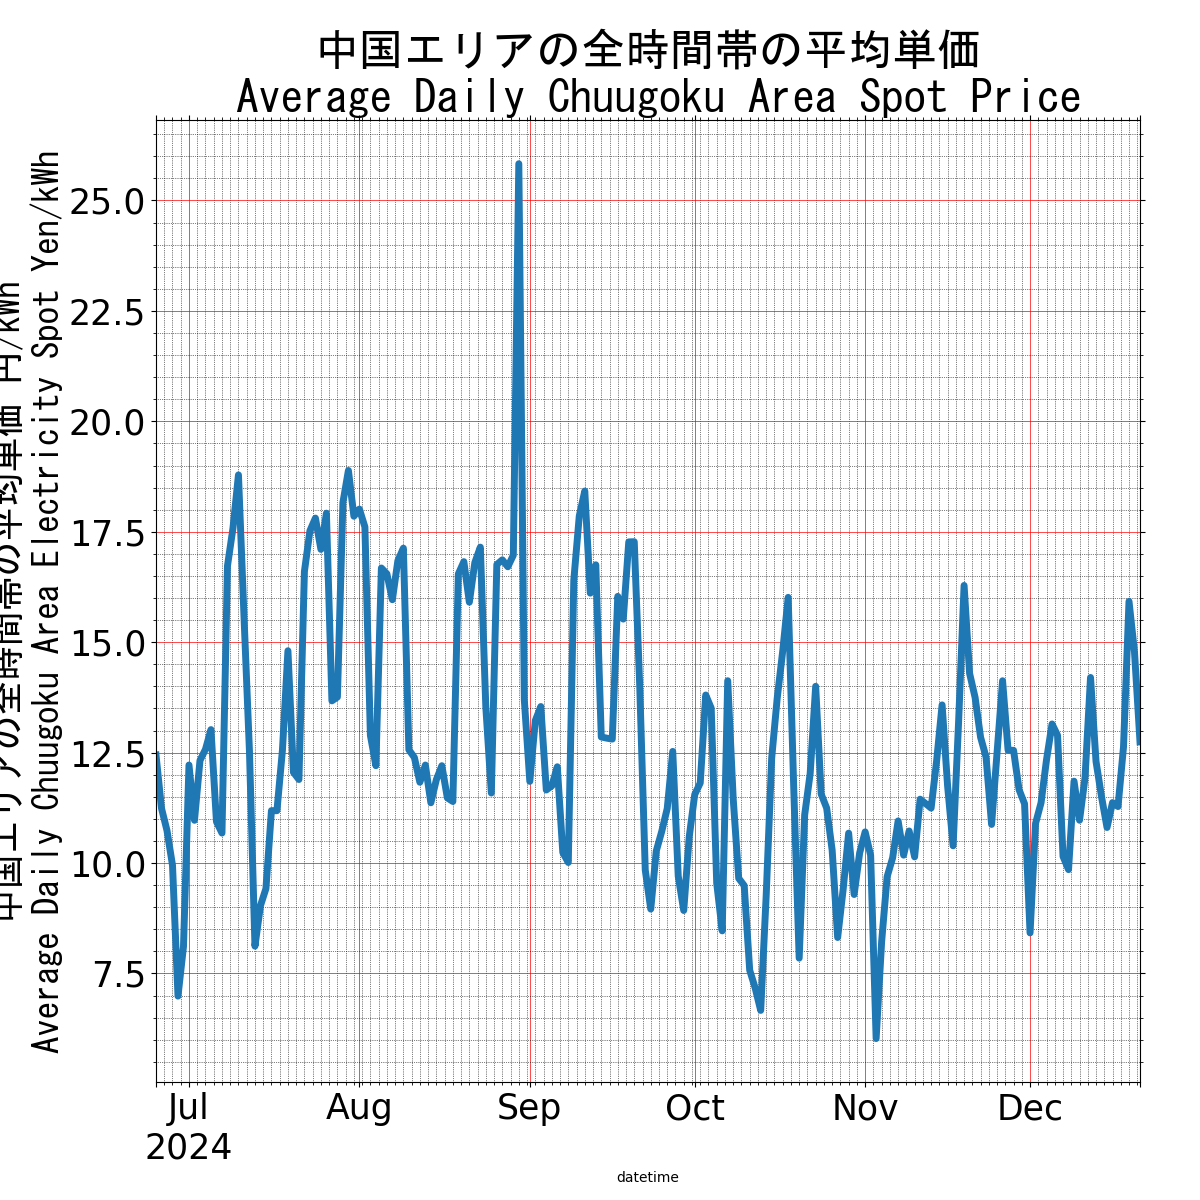 中国エリアの全時間帯の平均単価
Average Daily Chuugoku Area Spot Price
中国エリアの全時間帯の平均単価 円/kWh
Average Daily Chuugoku Area Electricity Spot Yen/kWh
25.0
22.5
20.0
17.5
15.0
12.5
10.0
7.5
Jul Aug Sep Oct Nov Dec
2024
datetime